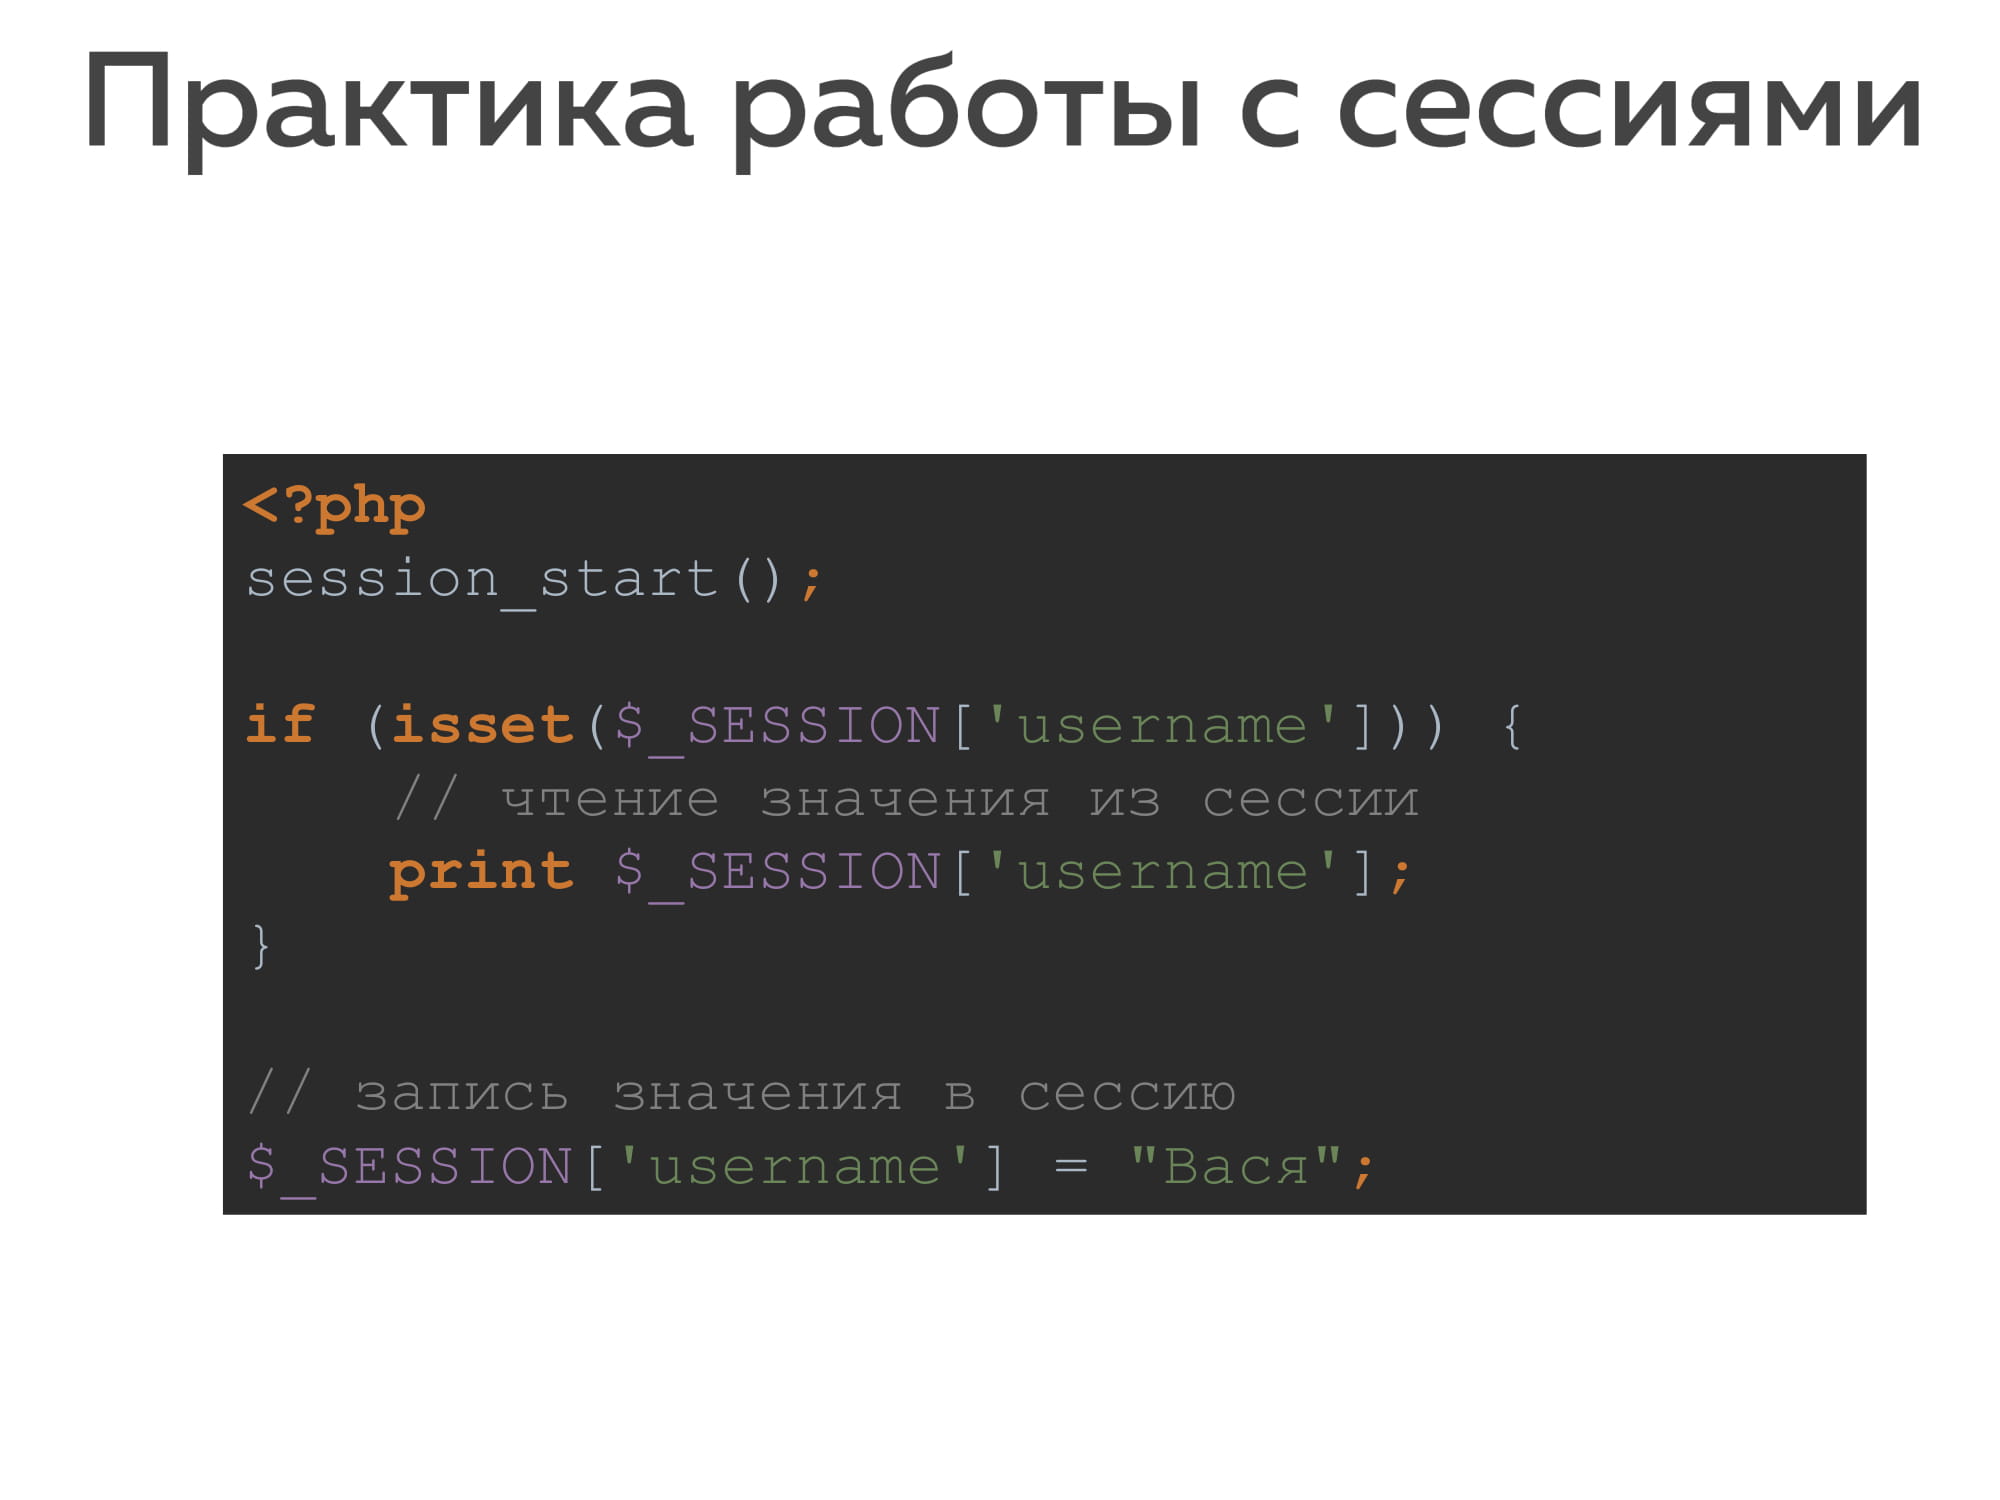 Практика работы с сессиями
<?php
session_start();
if (isset($_SESSION['username'])) {
    // чтение значения из сессии
    print $_SESSION['username'];
}
// запись значения в сессию
$_SESSION['username'] = "Вася";